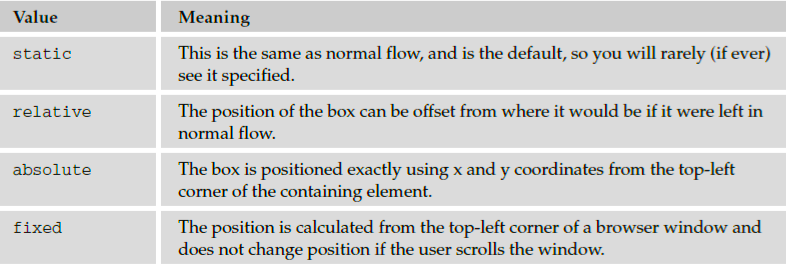 Value Meaning
static This is the same as normal flow, and is the default, so you will rarely (if ever)
see it specified.
relative The position of the box can be offset from where it would be if it were left in
normal flow.
absolute The box is positioned exactly using x and y coordinates from the top-left
corner of the containing element.
fixed The position is calculated from the top-left corner of a browser window and
does not change position if the user scrolls the window.